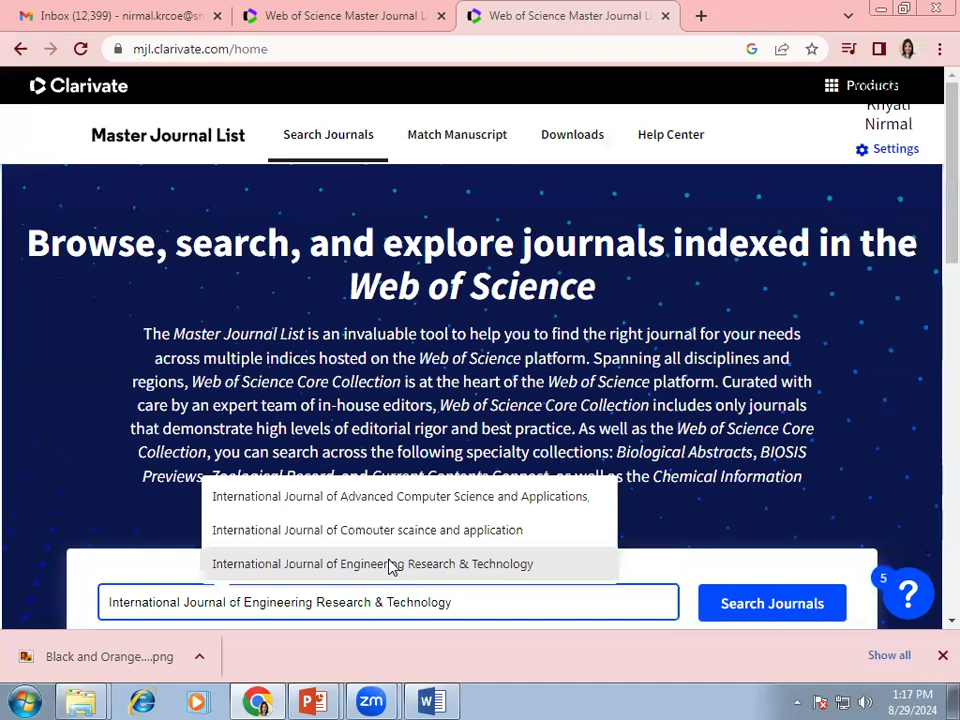 Inbox (12,399) - nirmal.krcoe@sm
Web of Science Master Journal L
Web of Science Master Journal L
mjl.clarivate.com/home
Clarivate
Products
Khyati
Nirmal
Settings
Master Journal List
Search Journals
Match Manuscript
Downloads
Help Center
Browse, search, and explore journals indexed in the
Web of Science
The Master Journal List is an invaluable tool to help you to find the right journal for your needs
across multiple indices hosted on the Web of Science platform. Spanning all disciplines and
regions, Web of Science Core Collection is at the heart of the Web of Science platform. Curated with
care by an expert team of in-house editors, Web of Science Core Collection includes only journals
that demonstrate high levels of editorial rigor and best practice. As well as the Web of Science Core
Collection, you can search across the following specialty collections: Biological Abstracts, BIOSIS
Previews, Zoological Record, and Current Contents Connect, as well as the Chemical Information
International Journal of Advanced Computer Science and Applications,
International Journal of Comouter scaince and application
International Journal of Engineering Research & Technology
International Journal of Engineering Research & Technology
Search Journals
5
?
Black and Orange....png
Show all
1:17 PM
8/29/2024